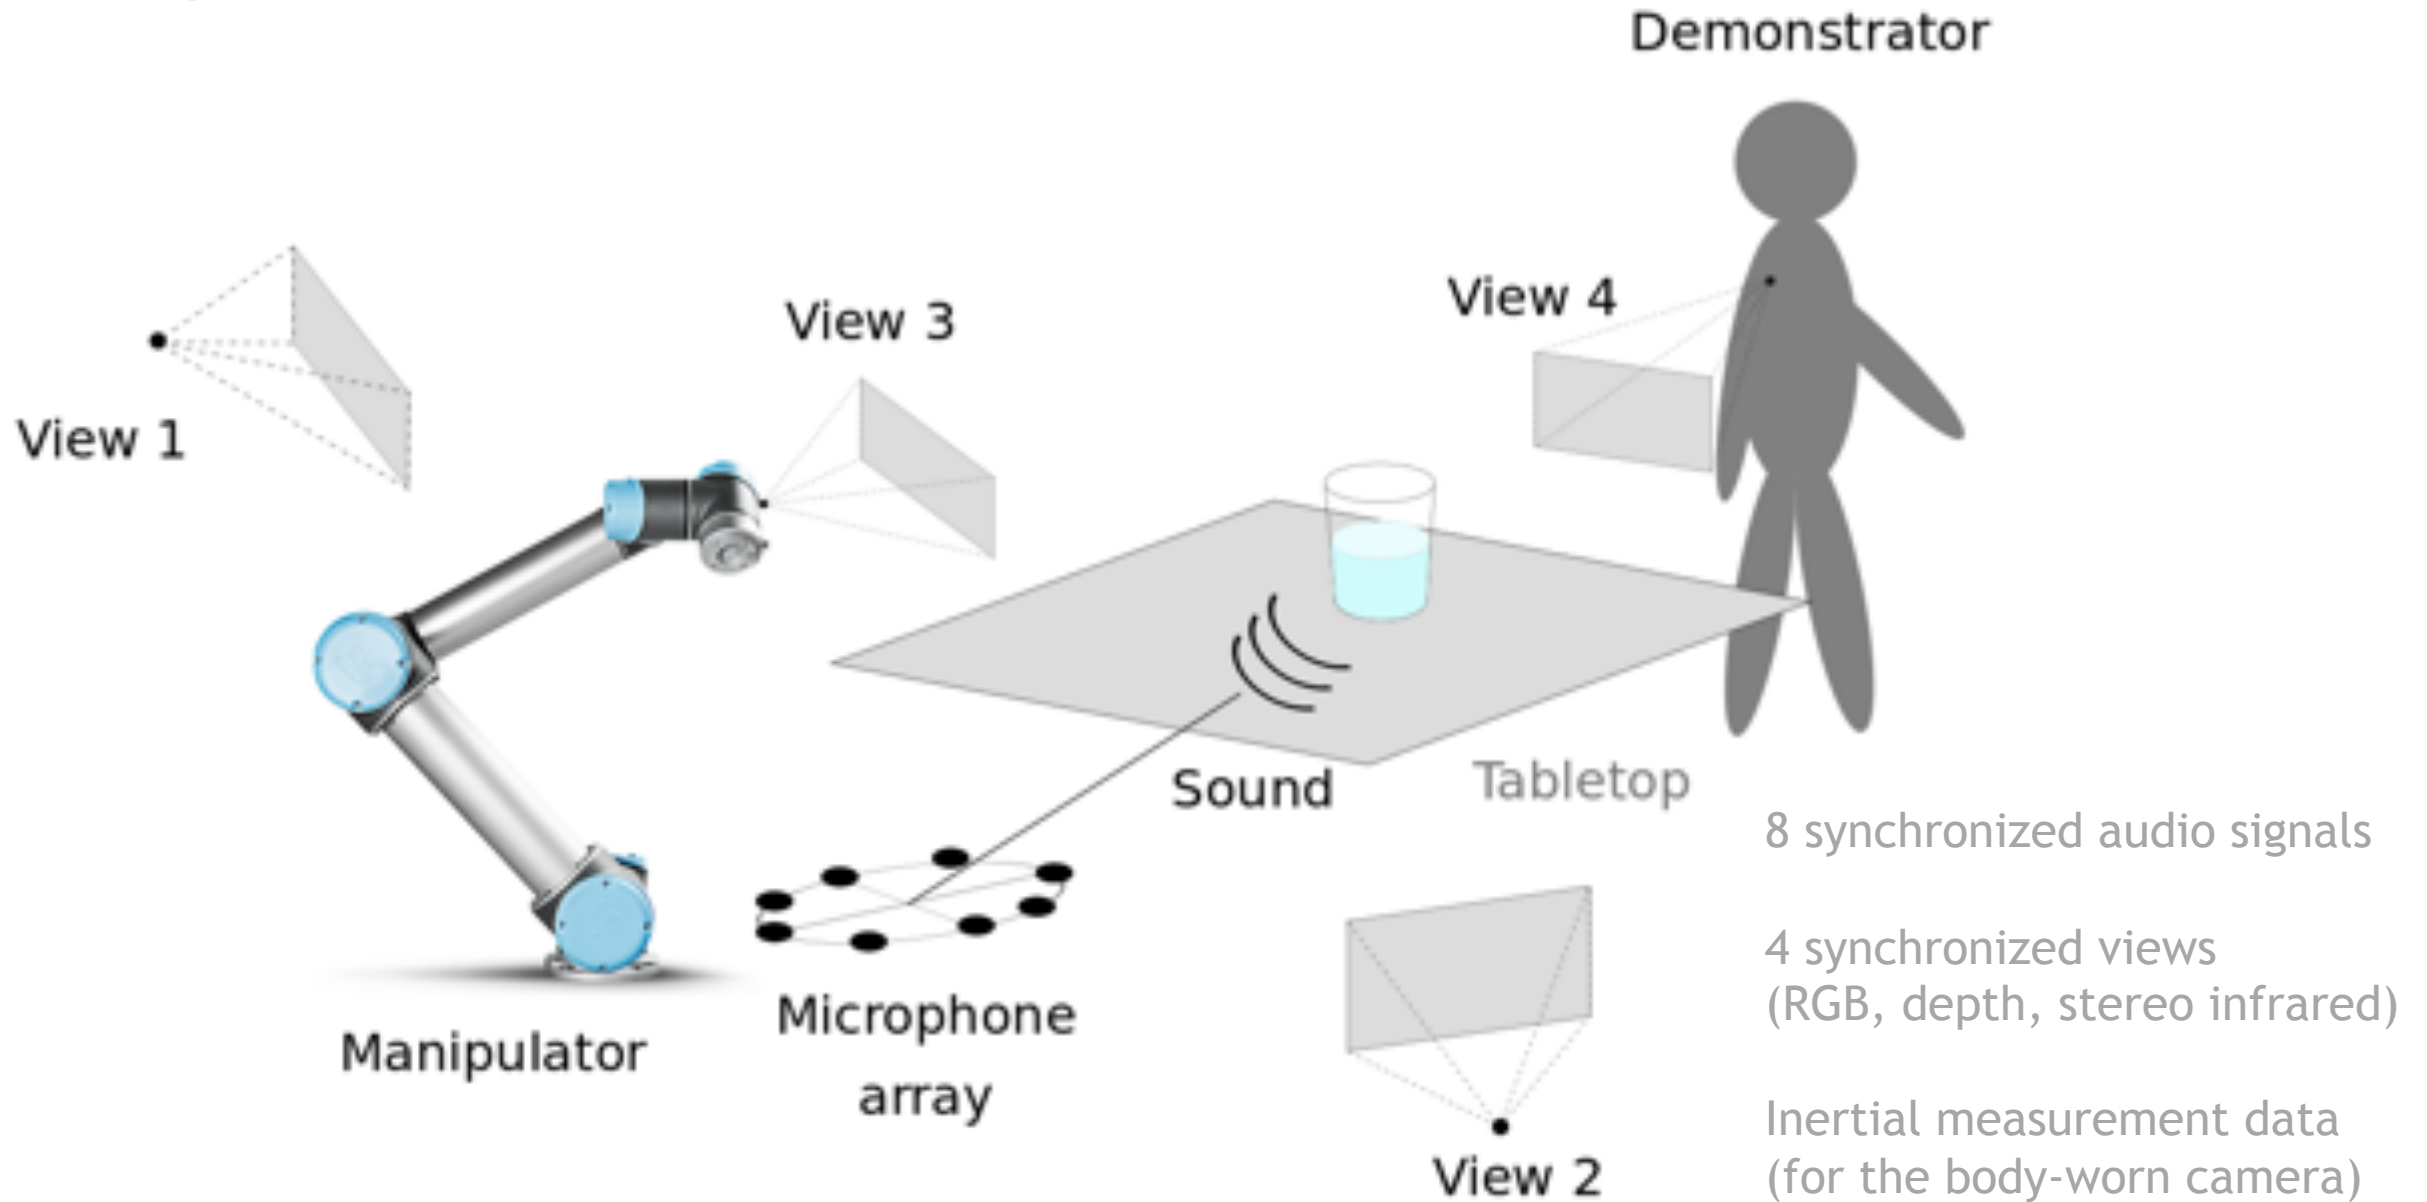 Demonstrator
View 1
View 3
View 4
Sound
Tabletop
8 synchronized audio signals
4 synchronized views
(RGB, depth, stereo infrared)
Inertial measurement data
(for the body-worn camera)
Manipulator
Microphone
array
View 2